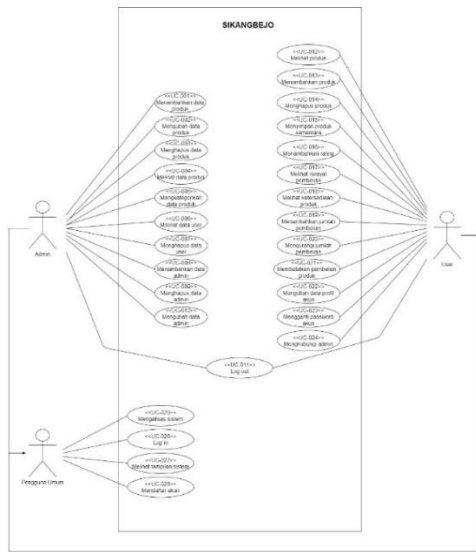 SIKANGBEJO
<<UC-001>>
Menambahkan data
produk
<<UC-002>>
Mengubah data
produk
<<UC-003>>
Menghapus data
produk
<<UC-004>>
Melihat data produk
<<UC-005>>
Mengkategorikan
data produk
<<UC-006>>
Melihat data user
<<UC-007>>
Menghapus data
user
<<UC-008>>
Menambahkan data
admin
<<UC-009>>
Menghapus data
admin
<<UC-010>>
Mengubah data
admin
<<UC-012>>
Melihat produk
<<UC-013>>
Menambahkan produk
<<UC-014>>
Menghapus produk
<<UC-015>>
Menyimpan produk
sementara
<<UC-016>>
Menambahkan rating
<<UC-017>>
Melihat riwayat
pembelian
<<UC-018>>
Melihat ketersediaan
produk
<<UC-019>>
Menambahkan jumlah
pembelian
<<UC-020>>
Mengurangi jumlah
pembelian
<<UC-021>>
Membatalkan pembelian
produk
<<UC-022>>
Mengubah data profil
akun
<<UC-023>>
Mengganti password
akun
<<UC-024>>
Menghubungi admin
Admin
User
<<UC-011>>
Log out
<<UC-025>>
Mengakses sistem
<<UC-026>>
Log in
<<UC-027>>
Melihat tampilan sistem
<<UC-028>>
Mendaftar akun
Pengguna Umum